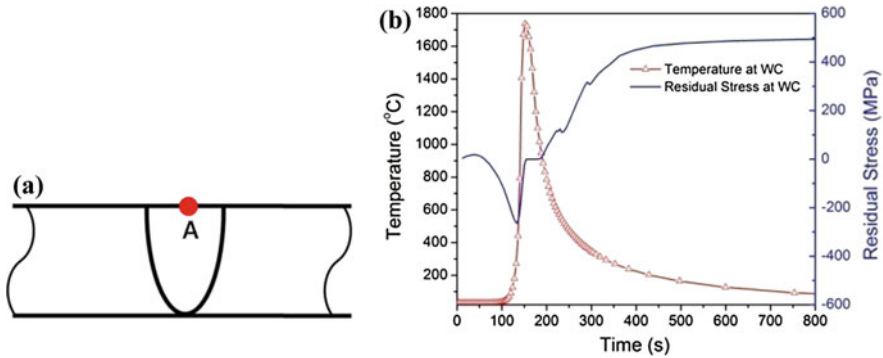 (a)
A
(b)
Temperature (°C)
1800
1600
1400
1200
1000
800
600
400
200
0 100 200 300 400 500 600 700 800
Time (s)
Temperature at WC
Residual Stress at WC
600
400
200
0
-200
-400
-600
Residual Stress (MPa)